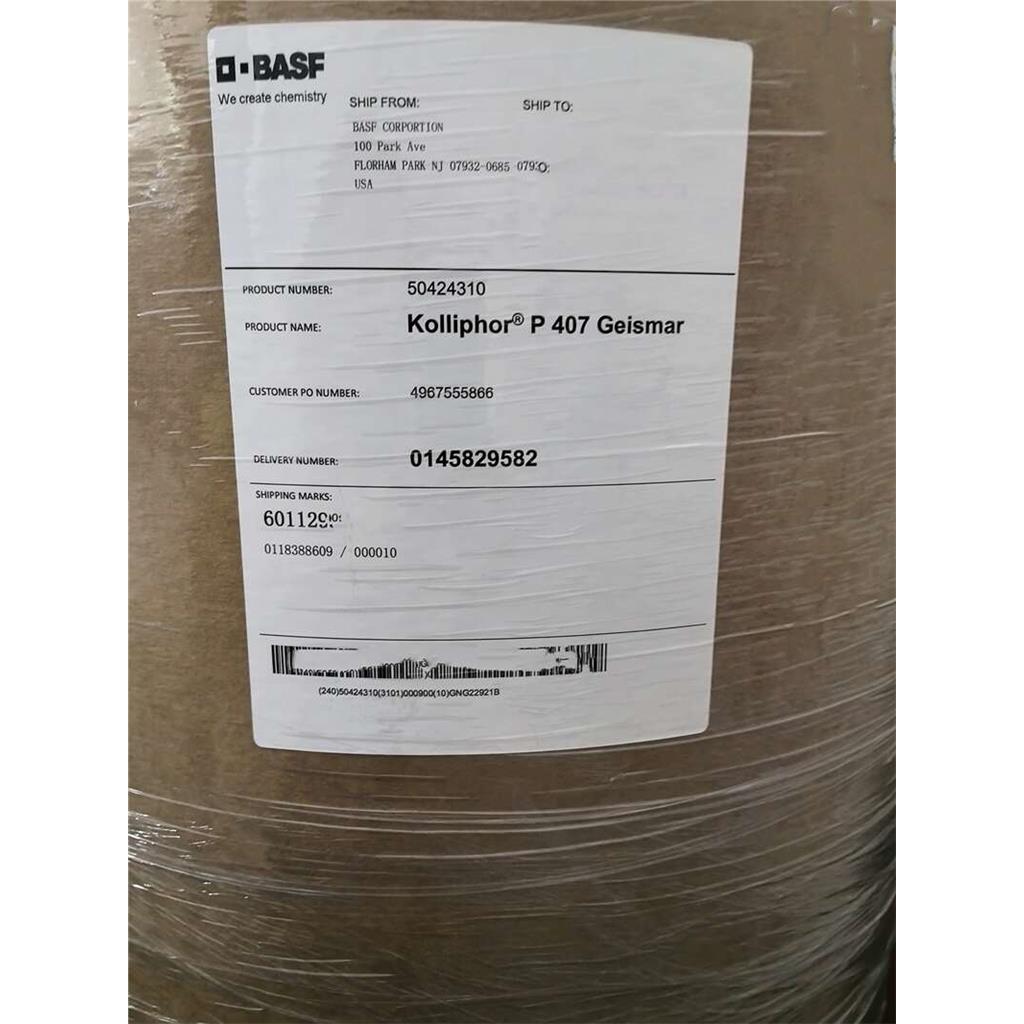 BASF
We create chemistry
SHIP FROM:
SHIP TO:
BASF CORPORTION
100 Park Ave
FLORHAM PARK NJ 07932-0685
USA
PRODUCT NUMBER: 50424310
PRODUCT NAME: Kolliphor® P 407 Geismar
CUSTOMER PO NUMBER: 4967555866
DELIVERY NUMBER: 0145829582
SHIPPING MARKS:
0118388609 / 000010
(240)50424310(3101)000900(10)GNG22921B